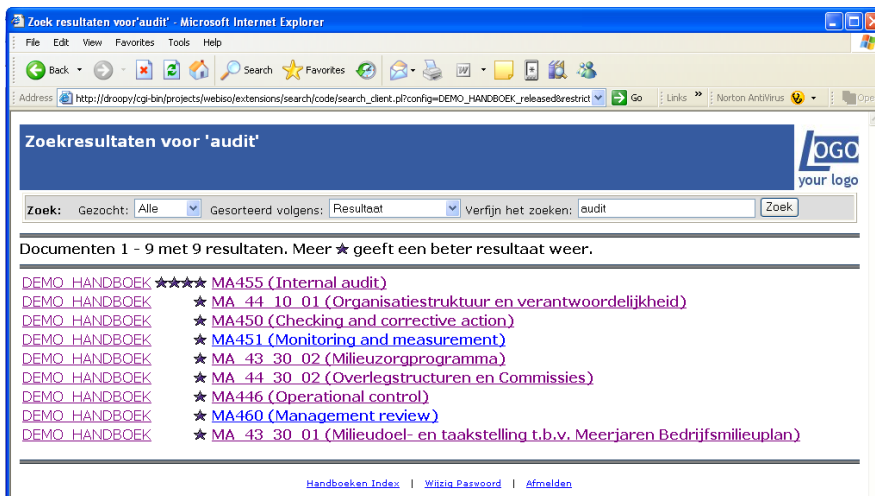 Zoek resultaten voor'audit' - Microsoft Internet Explorer
File Edit View Favorites Tools Help
Back Search Favorites
Address http://droopy/cgi-bin/projects/webiso/extensions/search/code/search_client.pl?config=DEMO_HANDBOEK_released&restrict Go Links Norton AntiVirus Ope
Zoekresultaten voor 'audit'
LOGO
your logo
Zoek: Gezocht: Alle Gesorteerd volgens: Resultaat Verfijn het zoeken: audit Zoek
Documenten 1 - 9 met 9 resultaten. Meer ★ geeft een beter resultaat weer.
DEMO_HANDBOEK ★★★★ MA455 (Internal audit)
DEMO_HANDBOEK ★ MA_44_10_01 (Organisatiestruktuur en verantwoordelijkheid)
DEMO_HANDBOEK ★ MA450 (Checking and corrective action)
DEMO_HANDBOEK ★ MA451 (Monitoring and measurement)
DEMO_HANDBOEK ★ MA_43_30_02 (Milieuzorgprogramma)
DEMO_HANDBOEK ★ MA_44_30_02 (Overlegstructuren en Commissies)
DEMO_HANDBOEK ★ MA446 (Operational control)
DEMO_HANDBOEK ★ MA460 (Management review)
DEMO_HANDBOEK ★ MA_43_30_01 (Milieudoel- en taakstelling t.b.v. Meerjaren Bedrijfsmilieuplan)
Handboeken Index | Wijzig Paswoord | Afmelden